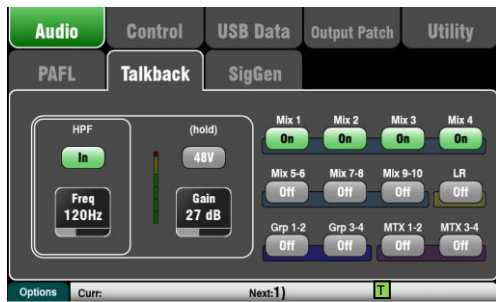 Audio Control USB Data Output Patch Utility
PAFL Talkback SigGen
HPF (hold) Mix 1 Mix 2 Mix 3 Mix 4
In 48V On On On On
Mix 5-6 Mix 7-8 Mix 9-10 LR
Freq Gain Off Off Off Off
120Hz 27 dB
Grp 1-2 Grp 3-4 MTX 1-2 MTX 3-4
Off Off Off Off
Options Curr: Next:1) T